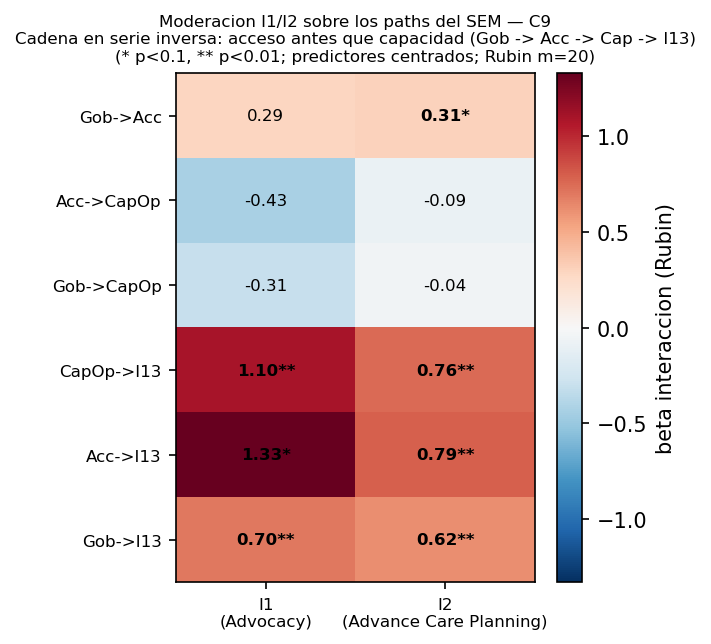 Moderacion I1/I2 sobre los paths del SEM — C9
Cadena en serie inversa: acceso antes que capacidad (Gob -> Acc -> Cap -> I13)
(* p<0.1, ** p<0.01; predictores centrados; Rubin m=20)
Gob->Acc 0.29 0.31*
Acc->CapOp -0.43 -0.09
Gob->CapOp -0.31 -0.04
CapOp->I13 1.10** 0.76**
Acc->I13 1.33* 0.79**
Gob->I13 0.70** 0.62**
I1 I2
(Advocacy) (Advance Care Planning)
1.0
0.5
0.0
−0.5
−1.0
beta interaccion (Rubin)